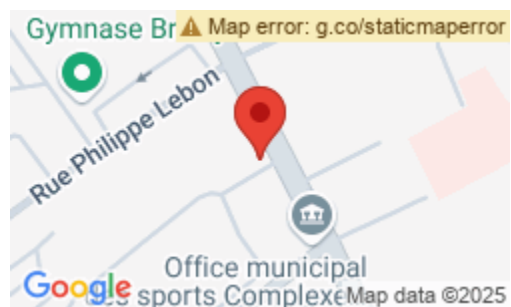 Gymnase Br
Map error: g.co/staticmaperror
Rue Philippe Lebon
Office municipal
sports Complexe
Google
Map data ©2025